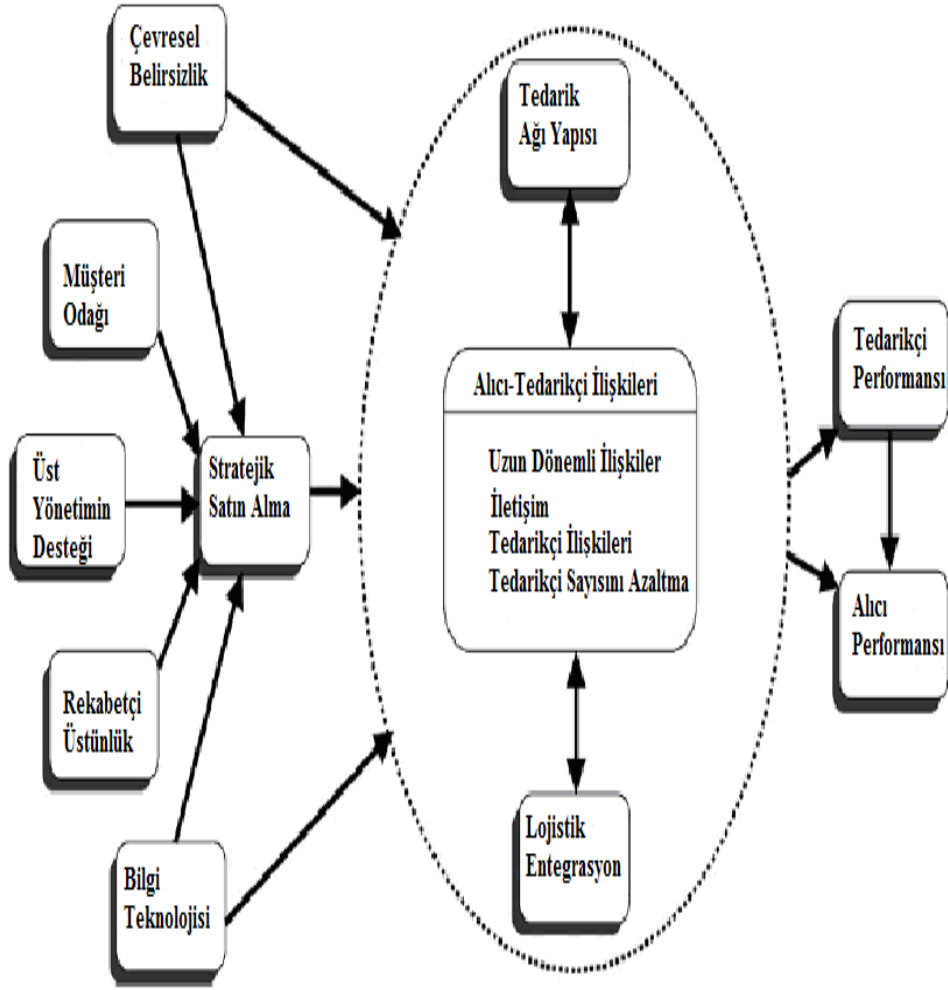 Çevresel
Belirsizlik
Müşteri
Odağı
Üst
Yönetimin
Desteği
Rekabetçi
Üstünlük
Bilgi
Teknolojisi
Stratejik
Satın Alma
Tedarik
Ağı Yapısı
Alıcı-Tedarikçi İlişkileri
Uzun Dönemli İlişkiler
İletişim
Tedarikçi İlişkileri
Tedarikçi Sayısını Azaltma
Lojistik
Entegrasyon
Tedarikçi
Performansı
Alıcı
Performansı